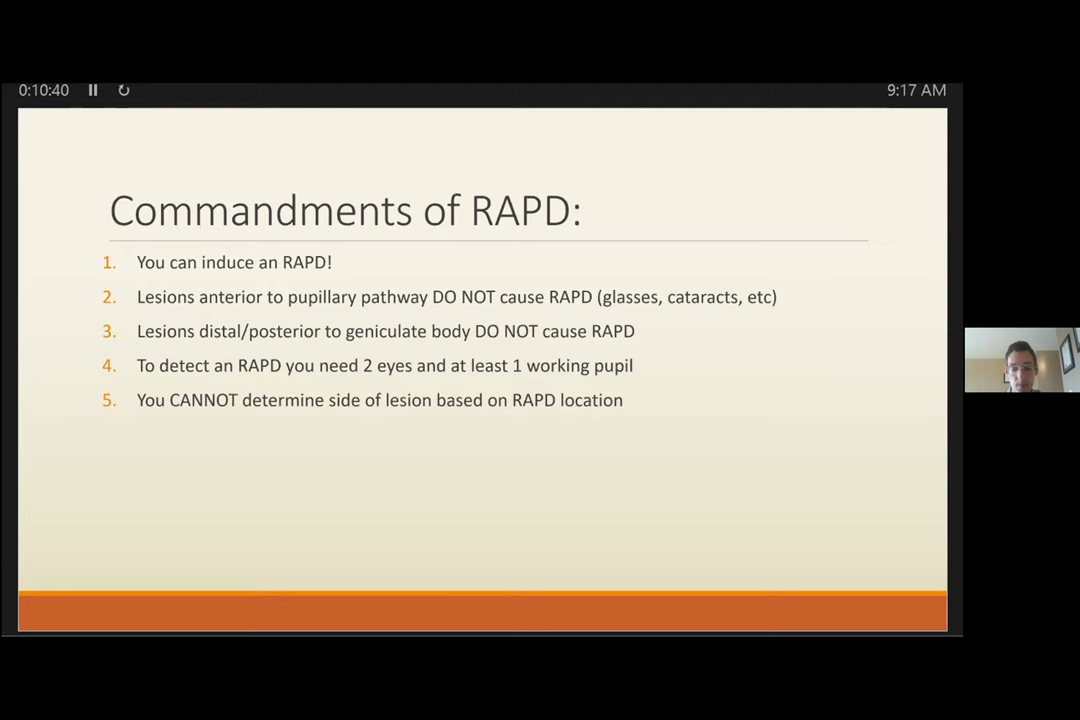 0:10:40
9:17 AM
Commandments of RAPD:
1. You can induce an RAPD!
2. Lesions anterior to pupillary pathway DO NOT cause RAPD (glasses, cataracts, etc)
3. Lesions distal/posterior to geniculate body DO NOT cause RAPD
4. To detect an RAPD you need 2 eyes and at least 1 working pupil
5. You CANNOT determine side of lesion based on RAPD location